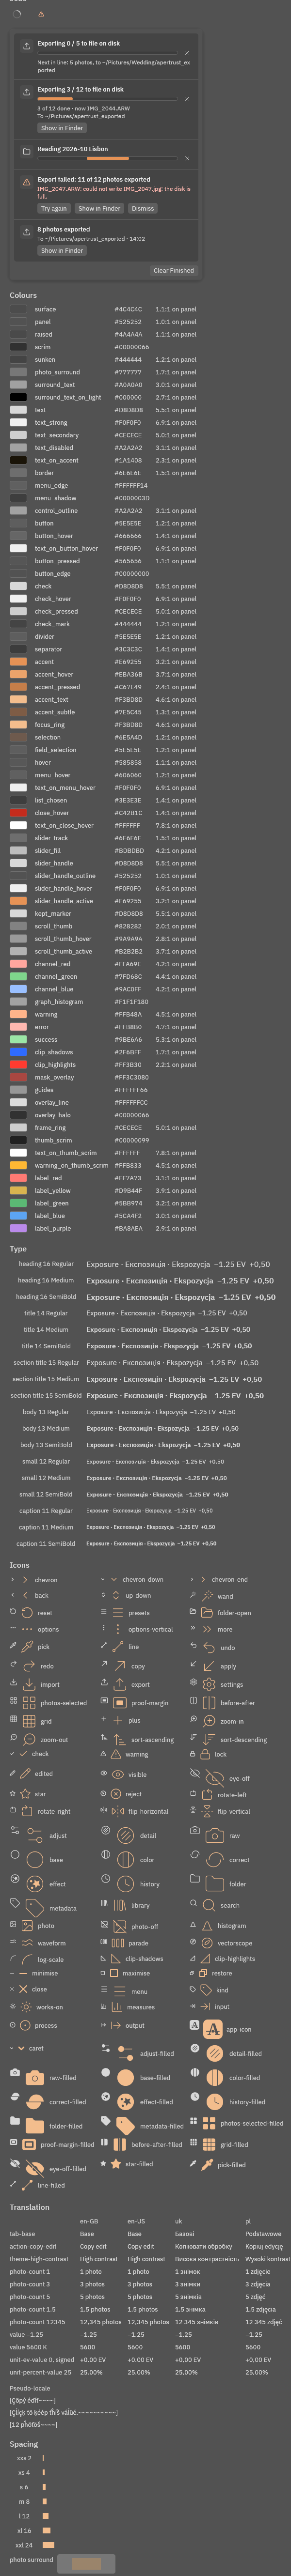 Exporting 0 / 5 to file on disk
Next in line: 5 photos, to ~/Pictures/Wedding/apertrust_ex
ported
Exporting 3 / 12 to file on disk
3 of 12 done · now IMG_2044.ARW
To ~/Pictures/apertrust_exported
Show in Finder
Reading 2026-10 Lisbon
Export failed: 11 of 12 photos exported
IMG_2047.ARW: could not write IMG_2047.jpg: the disk is
full.
Try again Show in Finder Dismiss
8 photos exported
To ~/Pictures/apertrust_exported · 14:02
Show in Finder
Clear Finished
Colours
surface #4C4C4C 1.1:1 on panel
panel #525252 1.0:1 on panel
raised #4A4A4A 1.1:1 on panel
scrim #00000066
sunken #444444 1.2:1 on panel
photo_surround #777777 1.7:1 on panel
surround_text #A0A0A0 3.0:1 on panel
surround_text_on_light #000000 2.7:1 on panel
text #D8D8D8 5.5:1 on panel
text_strong #F0F0F0 6.9:1 on panel
text_secondary #CECECE 5.0:1 on panel
text_disabled #A2A2A2 3.1:1 on panel
text_on_accent #1A1408 2.3:1 on panel
border #6E6E6E 1.5:1 on panel
menu_edge #FFFFFF14
menu_shadow #0000003D
control_outline #A2A2A2 3.1:1 on panel
button #5E5E5E 1.2:1 on panel
button_hover #666666 1.4:1 on panel
text_on_button_hover #F0F0F0 6.9:1 on panel
button_pressed #565656 1.1:1 on panel
button_edge #00000000
check #D8D8D8 5.5:1 on panel
check_hover #F0F0F0 6.9:1 on panel
check_pressed #CECECE 5.0:1 on panel
check_mark #444444 1.2:1 on panel
divider #5E5E5E 1.2:1 on panel
separator #3C3C3C 1.4:1 on panel
accent #E69255 3.2:1 on panel
accent_hover #EBA36B 3.7:1 on panel
accent_pressed #C67E49 2.4:1 on panel
accent_text #F3BD8D 4.6:1 on panel
accent_subtle #7E5C45 1.3:1 on panel
focus_ring #F3BD8D 4.6:1 on panel
selection #6E5A4D 1.2:1 on panel
field_selection #5E5E5E 1.2:1 on panel
hover #585858 1.1:1 on panel
menu_hover #606060 1.2:1 on panel
text_on_menu_hover #F0F0F0 6.9:1 on panel
list_chosen #3E3E3E 1.4:1 on panel
close_hover #C42B1C 1.4:1 on panel
text_on_close_hover #FFFFFF 7.8:1 on panel
slider_track #6E6E6E 1.5:1 on panel
slider_fill #BDBDBD 4.2:1 on panel
slider_handle #D8D8D8 5.5:1 on panel
slider_handle_outline #525252 1.0:1 on panel
slider_handle_hover #F0F0F0 6.9:1 on panel
slider_handle_active #E69255 3.2:1 on panel
kept_marker #D8D8D8 5.5:1 on panel
scroll_thumb #828282 2.0:1 on panel
scroll_thumb_hover #9A9A9A 2.8:1 on panel
scroll_thumb_active #B2B2B2 3.7:1 on panel
channel_red #FFA69E 4.2:1 on panel
channel_green #7FD68C 4.4:1 on panel
channel_blue #9AC0FF 4.2:1 on panel
graph_histogram #F1F1F180
warning #FFB48A 4.5:1 on panel
error #FFB8B0 4.7:1 on panel
success #9BE6A6 5.3:1 on panel
clip_shadows #2F6BFF 1.7:1 on panel
clip_highlights #FF3B30 2.2:1 on panel
mask_overlay #FF3C3080
guides #FFFFFF66
overlay_line #FFFFFFCC
overlay_halo #00000066
frame_ring #CECECE 5.0:1 on panel
thumb_scrim #00000099
text_on_thumb_scrim #FFFFFF 7.8:1 on panel
warning_on_thumb_scrim #FFB833 4.5:1 on panel
label_red #FF7A73 3.1:1 on panel
label_yellow #D9B44F 3.9:1 on panel
label_green #5BB974 3.2:1 on panel
label_blue #5CA4F2 3.0:1 on panel
label_purple #BA8AEA 2.9:1 on panel
Type
heading 16 Regular Exposure · Експозиція · Ekspozycja −1.25 EV +0,50
heading 16 Medium Exposure · Експозиція · Ekspozycja −1.25 EV +0,50
heading 16 SemiBold Exposure · Експозиція · Ekspozycja −1.25 EV +0,50
title 14 Regular Exposure · Експозиція · Ekspozycja −1.25 EV +0,50
title 14 Medium Exposure · Експозиція · Ekspozycja −1.25 EV +0,50
title 14 SemiBold Exposure · Експозиція · Ekspozycja −1.25 EV +0,50
section title 15 Regular Exposure · Експозиція · Ekspozycja −1.25 EV +0,50
section title 15 Medium Exposure · Експозиція · Ekspozycja −1.25 EV +0,50
section title 15 SemiBold Exposure · Експозиція · Ekspozycja −1.25 EV +0,50
body 13 Regular Exposure · Експозиція · Ekspozycja −1.25 EV +0,50
body 13 Medium Exposure · Експозиція · Ekspozycja −1.25 EV +0,50
body 13 SemiBold Exposure · Експозиція · Ekspozycja −1.25 EV +0,50
small 12 Regular Exposure · Експозиція · Ekspozycja −1.25 EV +0,50
small 12 Medium Exposure · Експозиція · Ekspozycja −1.25 EV +0,50
small 12 SemiBold Exposure · Експозиція · Ekspozycja −1.25 EV +0,50
caption 11 Regular Exposure · Експозиція · Ekspozycja −1.25 EV +0,50
caption 11 Medium Exposure · Експозиція · Ekspozycja −1.25 EV +0,50
caption 11 SemiBold Exposure · Експозиція · Ekspozycja −1.25 EV +0,50
Icons
chevron chevron-down chevron-end
back up-down wand
reset presets folder-open
options options-vertical more
pick line undo
redo copy apply
import export settings
photos-selected proof-margin before-after
grid plus zoom-in
zoom-out sort-ascending sort-descending
check warning lock
edited visible eye-off
star reject rotate-left
rotate-right flip-horizontal flip-vertical
adjust detail raw
base color correct
effect history folder
metadata library search
photo photo-off histogram
waveform parade vectorscope
log-scale clip-shadows clip-highlights
minimise maximise restore
close menu kind
works-on measures input
process output app-icon
caret adjust-filled detail-filled
raw-filled base-filled color-filled
correct-filled effect-filled history-filled
folder-filled metadata-filled photos-selected-filled
proof-margin-filled before-after-filled grid-filled
eye-off-filled star-filled pick-filled
line-filled
Translation
en-GB en-US uk pl
tab-base Base Base Базові Podstawowe
action-copy-edit Copy edit Copy edit Копіювати обробку Kopiuj edycję
theme-high-contrast High contrast High contrast Висока контрастність Wysoki kontrast
photo-count 1 1 photo 1 photo 1 знімок 1 zdjęcie
photo-count 3 3 photos 3 photos 3 знімки 3 zdjęcia
photo-count 5 5 photos 5 photos 5 знімків 5 zdjęć
photo-count 1.5 1.5 photos 1.5 photos 1,5 знімка 1,5 zdjęcia
photo-count 12345 12,345 photos 12,345 photos 12 345 знімків 12 345 zdjęć
value −1.25 −1.25 −1.25 −1,25 −1,25
value 5600 K 5600 5600 5600 5600
unit-ev-value 0, signed +0.00 EV +0.00 EV +0,00 EV +0,00 EV
unit-percent-value 25 25.00% 25.00% 25,00% 25,00%
Pseudo-locale
Spacing
xxs 2
xs 4
s 6
m 8
l 12
xl 16
xxl 24
photo surround